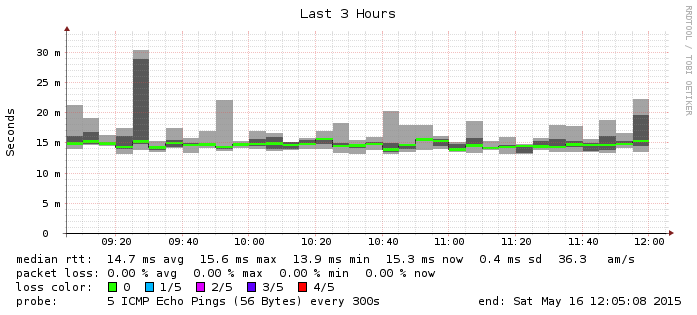 Last 3 Hours
RRDTOOL / TOBI OETIKER
Seconds
30 m
25 m
20 m
15 m
10 m
5 m
0
09:20 09:40 10:00 10:20 10:40 11:00 11:20 11:40 12:00
median rtt: 14.7 ms avg 15.6 ms max 13.9 ms min 15.3 ms now 0.4 ms sd 36.3 am/s
packet loss: 0.00 % avg 0.00 % max 0.00 % min 0.00 % now
loss color: 0 1/5 2/5 3/5 4/5
probe: 5 ICMP Echo Pings (56 Bytes) every 300s end: Sat May 16 12:05:08 2015